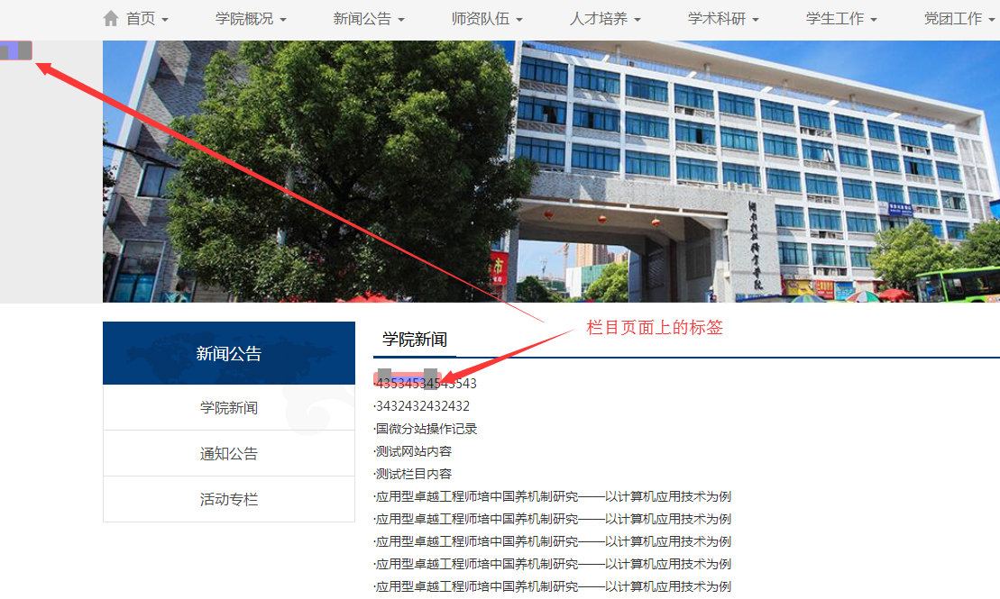 首页 学院概况 新闻公告 师资队伍 人才培养 学术科研 学生工作 党团工作
市
栏目页面上的标签
新闻公告
学院新闻
通知公告
活动专栏
学院新闻
·43534534543543
·3432432432432
·国微分站操作记录
·测试网站内容
·测试栏目内容
·应用型卓越工程师培中国养机制研究——以计算机应用技术为例
·应用型卓越工程师培中国养机制研究——以计算机应用技术为例
·应用型卓越工程师培中国养机制研究——以计算机应用技术为例
·应用型卓越工程师培中国养机制研究——以计算机应用技术为例
·应用型卓越工程师培中国养机制研究——以计算机应用技术为例